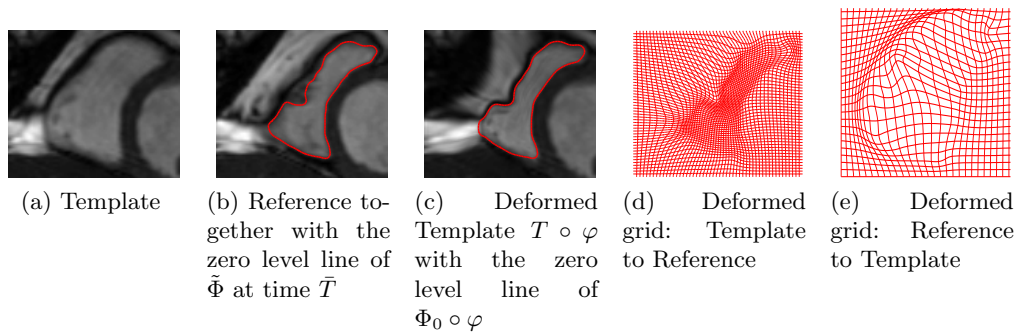 (a) Template
(b) Reference to-
gether with the
zero level line of
Φ̃ at time T̄
(c) Deformed
Template T ∘ φ
with the zero
level line of
Φ₀ ∘ φ
(d) Deformed
grid: Template
to Reference
(e) Deformed
grid: Reference
to Template